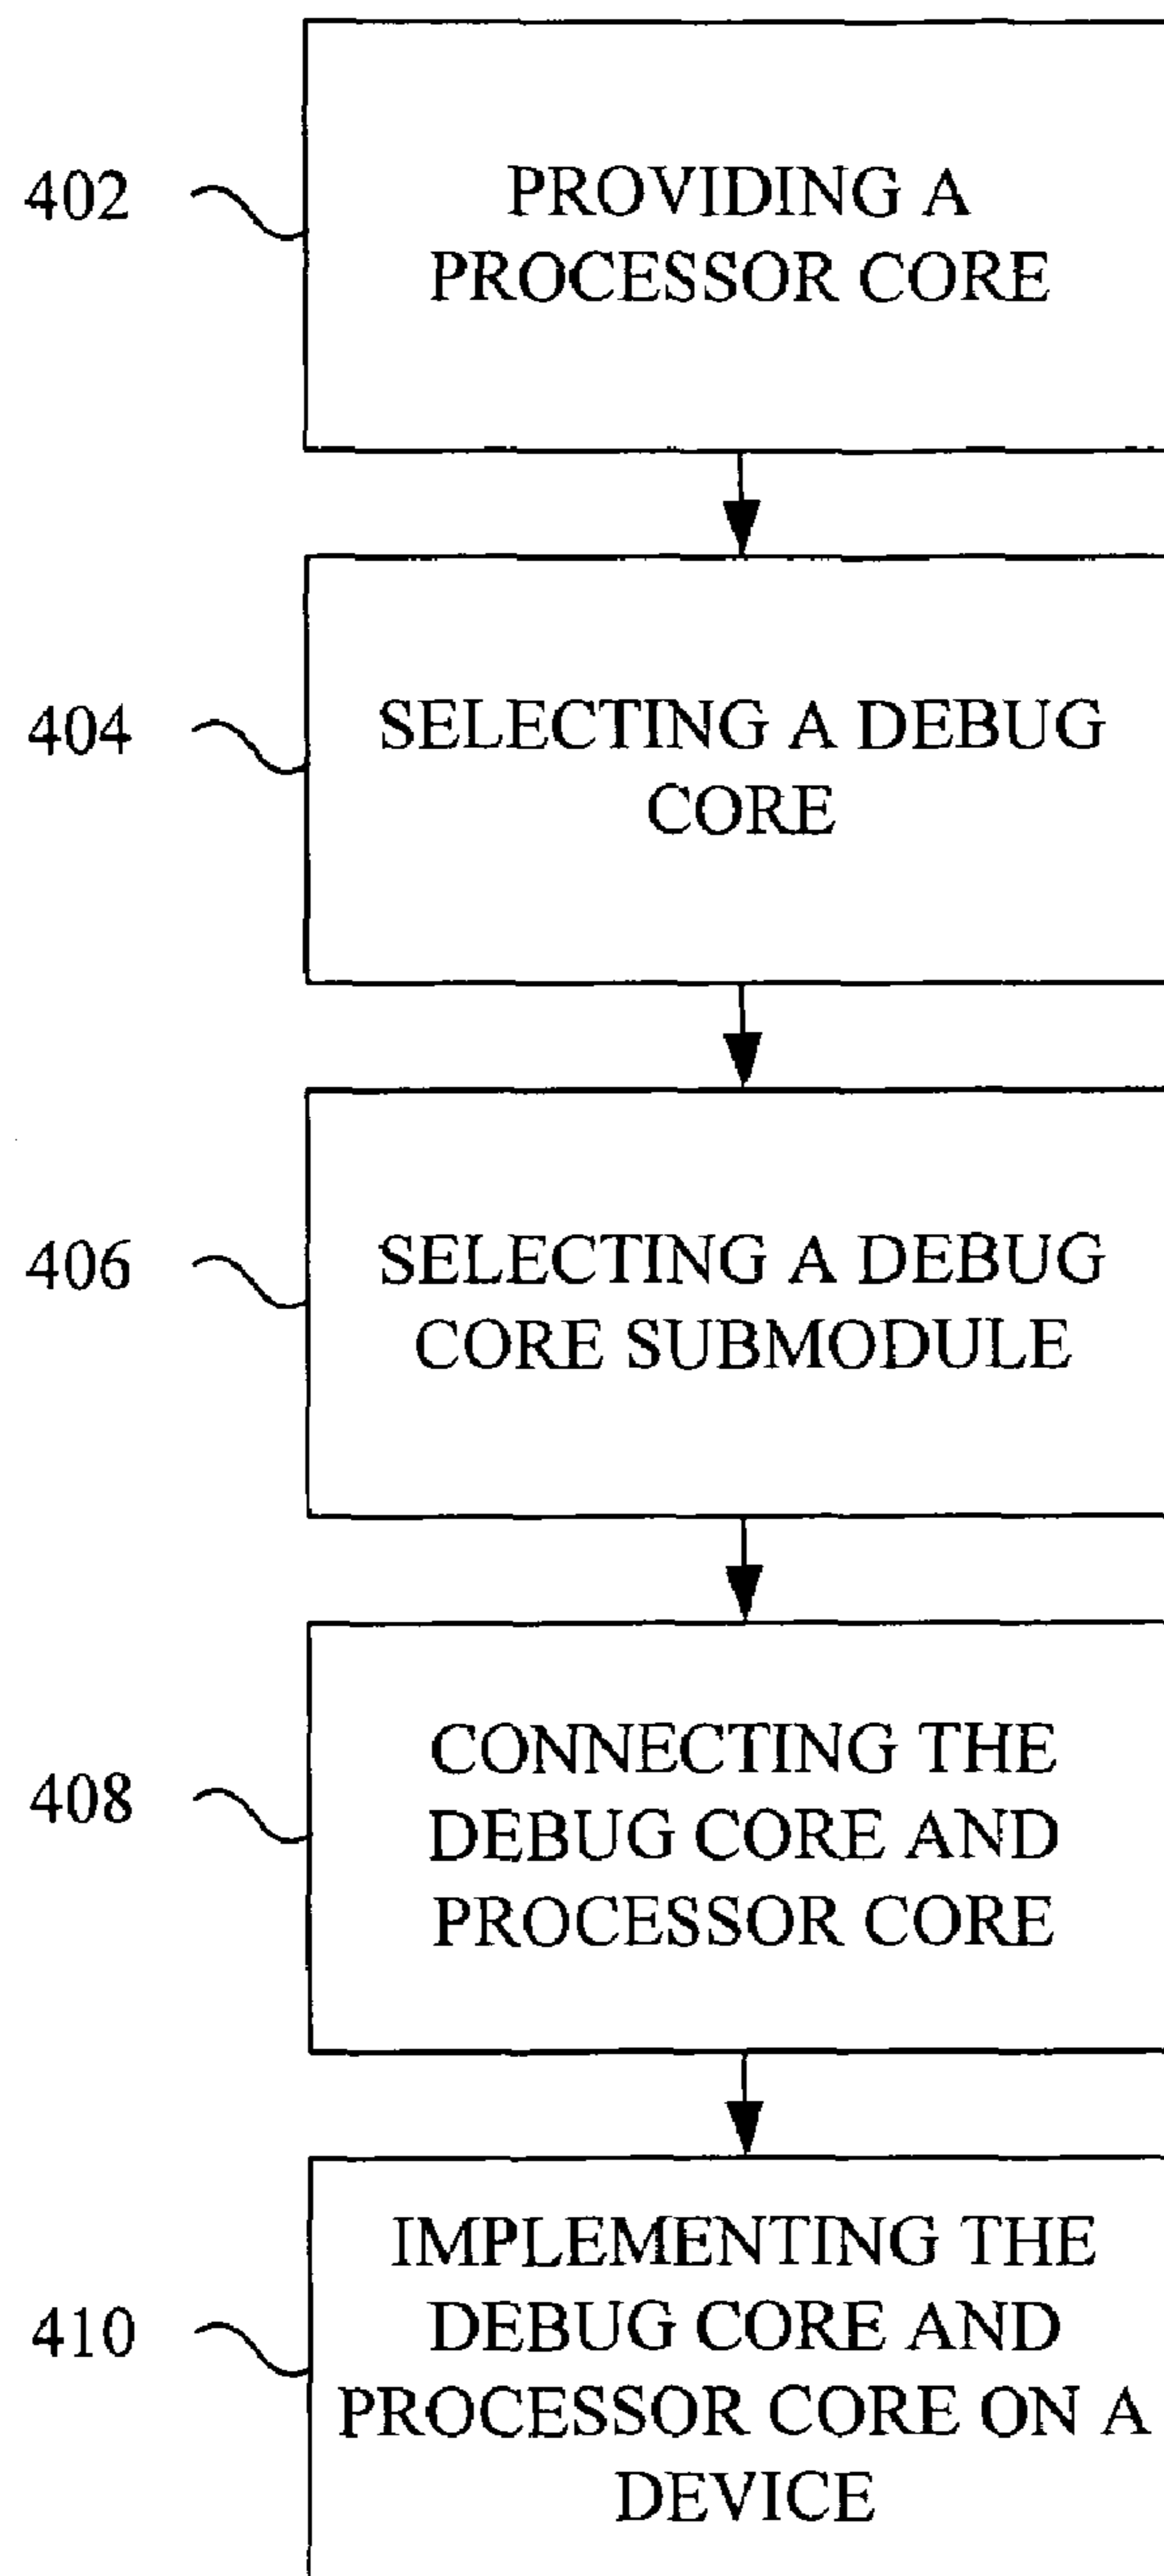 402
PROVIDING A
PROCESSOR CORE
404
SELECTING A DEBUG
CORE
406
SELECTING A DEBUG
CORE SUBMODULE
408
CONNECTING THE
DEBUG CORE AND
PROCESSOR CORE
410
IMPLEMENTING THE
DEBUG CORE AND
PROCESSOR CORE ON A
DEVICE